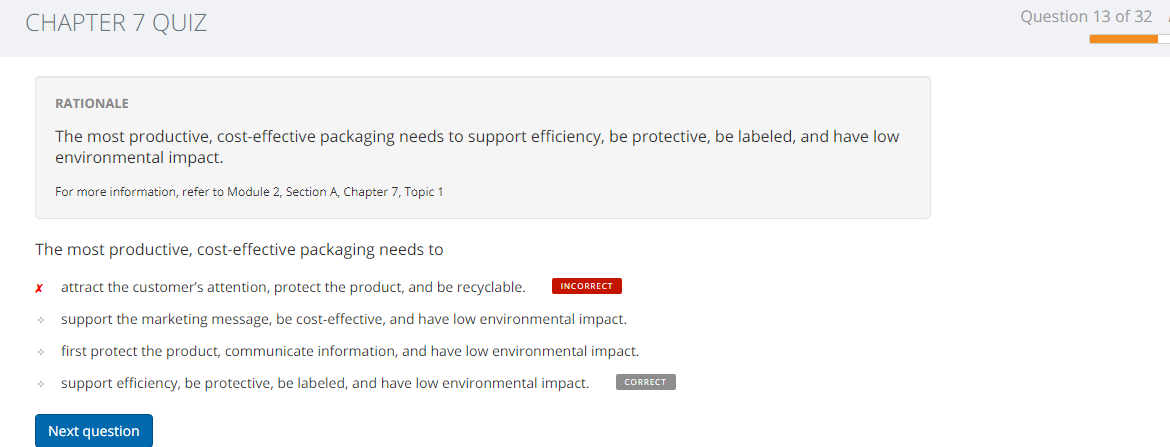 CHAPTER 7 QUIZ
Question 13 of 32
RATIONALE
The most productive, cost-effective packaging needs to support efficiency, be protective, be labeled, and have low
environmental impact.
For more information, refer to Module 2, Section A, Chapter 7, Topic 1
The most productive, cost-effective packaging needs to
✗ attract the customer’s attention, protect the product, and be recyclable. INCORRECT
support the marketing message, be cost-effective, and have low environmental impact.
first protect the product, communicate information, and have low environmental impact.
support efficiency, be protective, be labeled, and have low environmental impact. CORRECT
Next question